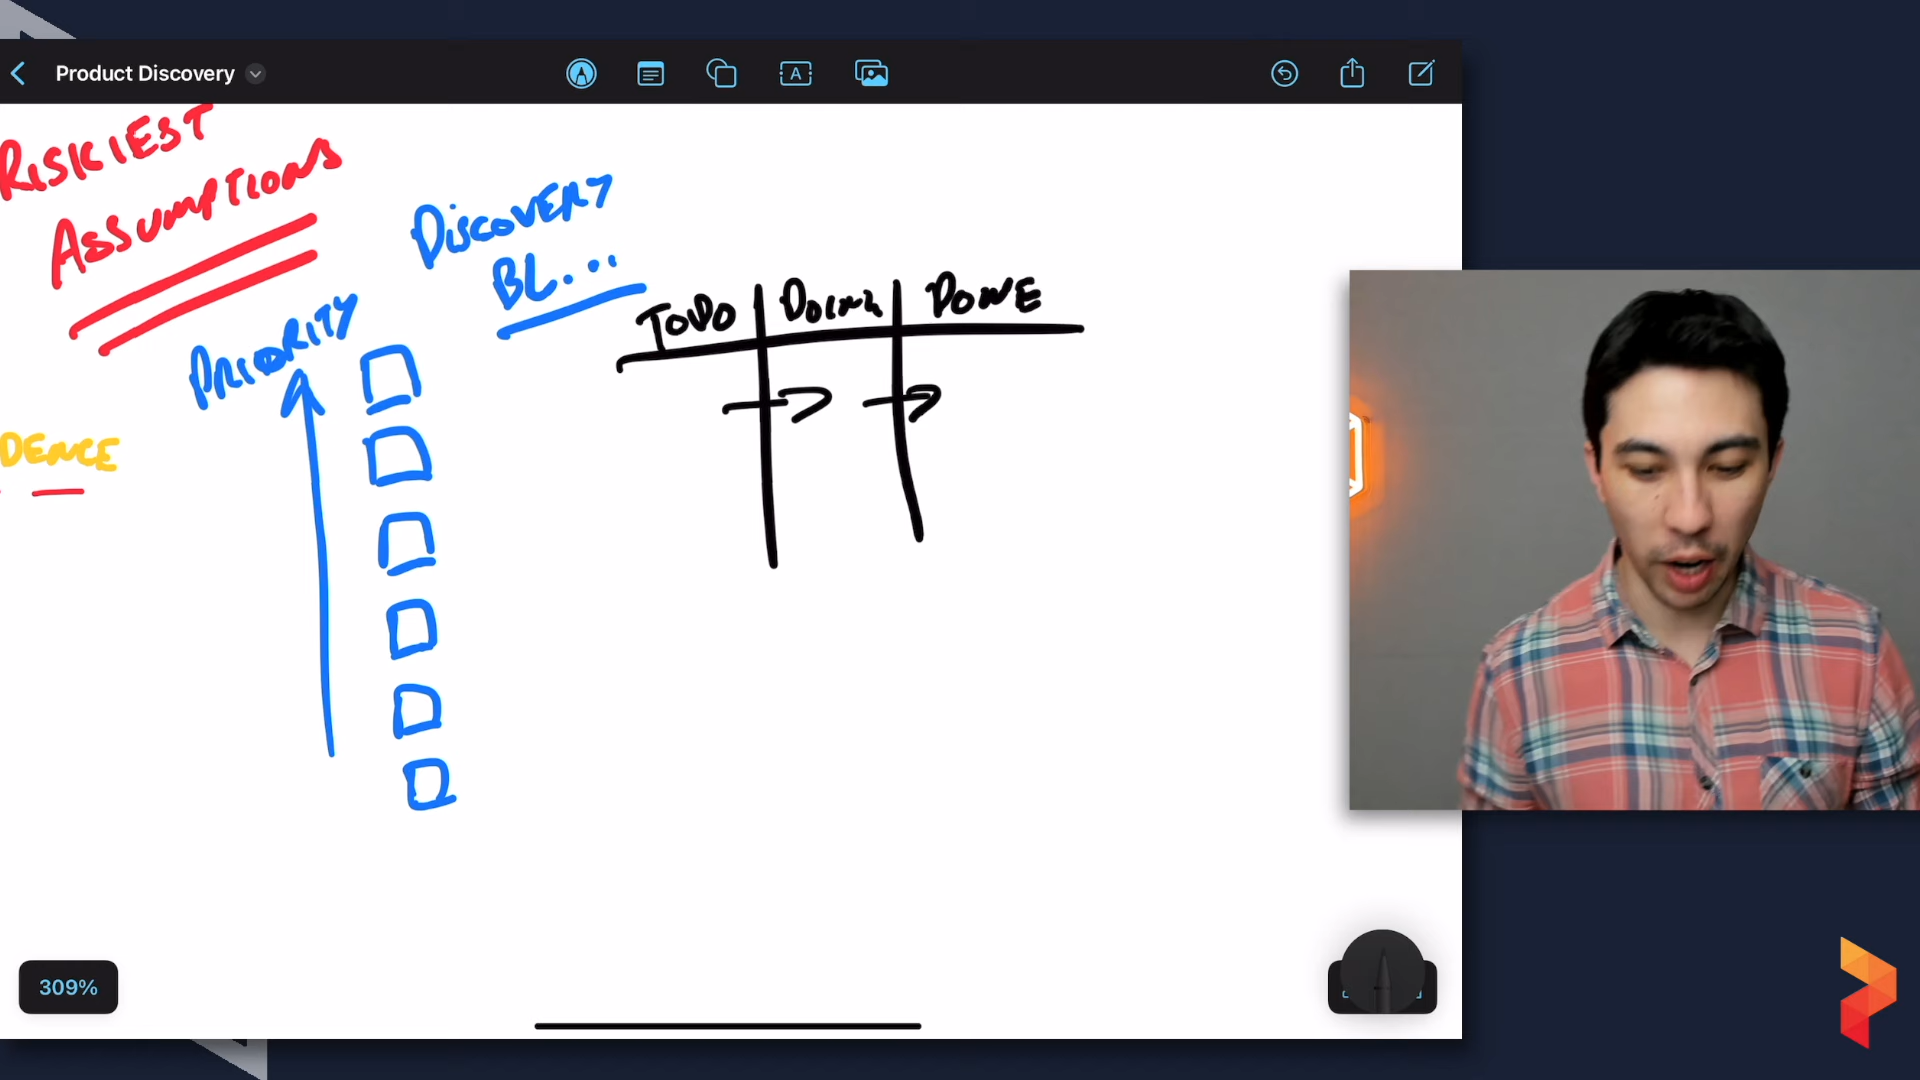 Product Discovery
RISKIEST
ASSUMPTIONS
DISCOVERY
BL...
PRIORITY
TODO
DOING
DONE
DENCE
309%